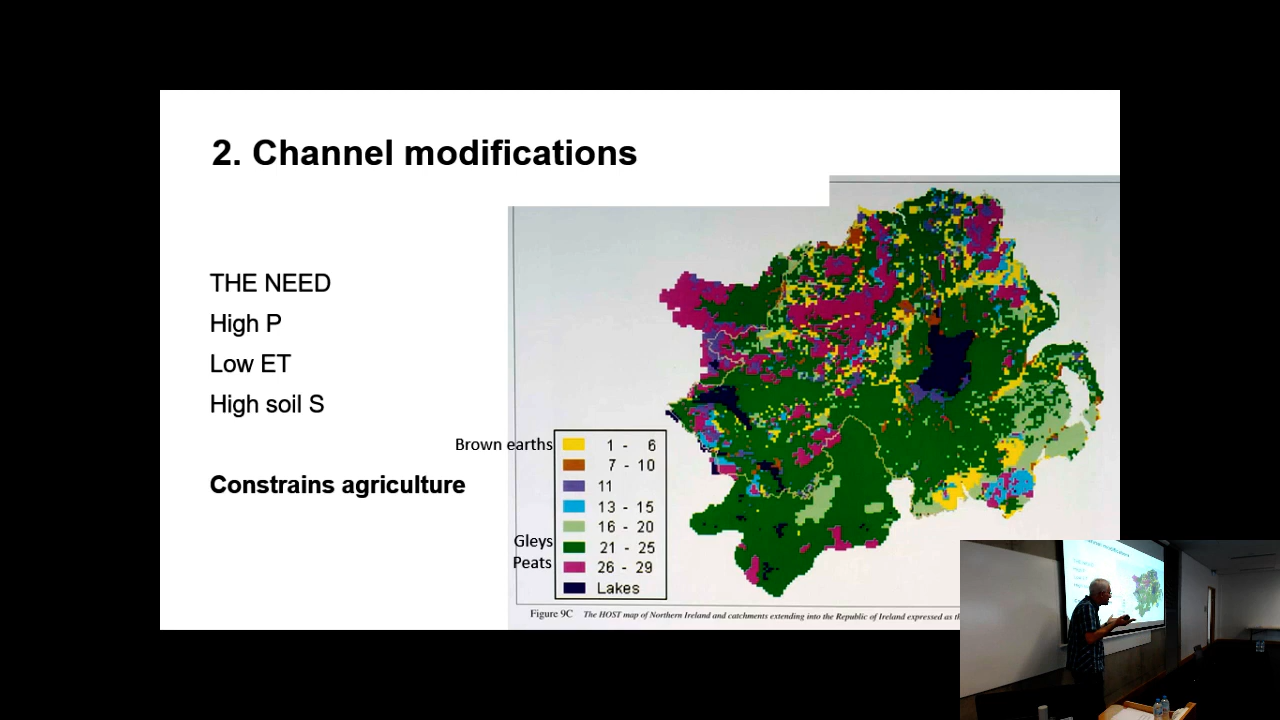 2. Channel modifications
THE NEED
High P
Low ET
High soil S
Constrains agriculture
Brown earths
1 - 6
7 - 10
11
13 - 15
16 - 20
Gleys
21 - 25
Peats
26 - 29
Lakes
Figure 9C The HOST map of Northern Ireland and catchments extending into the Republic of Ireland expressed as th